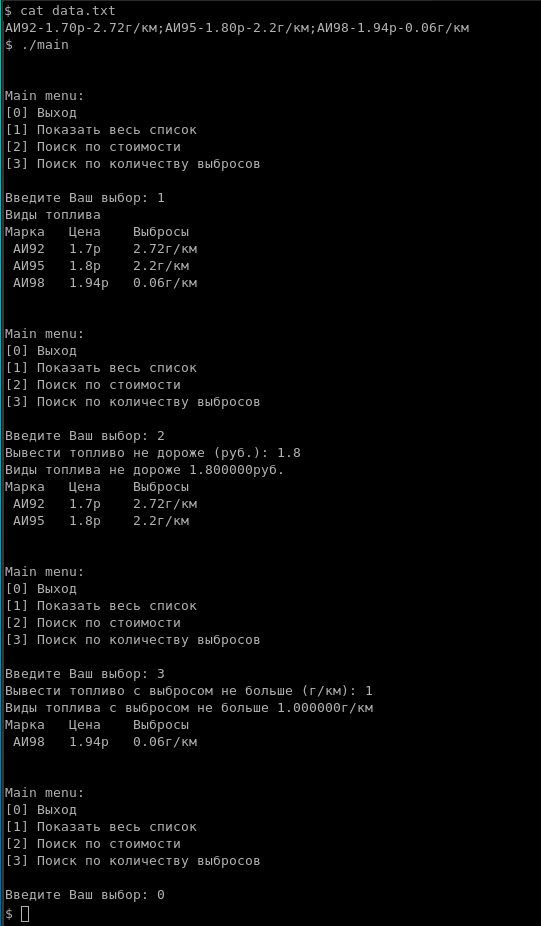 $ cat data.txt
АИ92-1.70р-2.72г/км;АИ95-1.80р-2.2г/км;АИ98-1.94р-0.06г/км
$ ./main
Main menu:
[0] Выход
[1] Показать весь список
[2] Поиск по стоимости
[3] Поиск по количеству выбросов
Введите Ваш выбор: 1
Виды топлива
Марка   Цена    Выбросы
 АИ92   1.7р    2.72г/км
 АИ95   1.8р    2.2г/км
 АИ98   1.94р   0.06г/км
Main menu:
[0] Выход
[1] Показать весь список
[2] Поиск по стоимости
[3] Поиск по количеству выбросов
Введите Ваш выбор: 2
Вывести топливо не дороже (руб.): 1.8
Виды топлива не дороже 1.800000руб.
Марка   Цена    Выбросы
 АИ92   1.7р    2.72г/км
 АИ95   1.8р    2.2г/км
Main menu:
[0] Выход
[1] Показать весь список
[2] Поиск по стоимости
[3] Поиск по количеству выбросов
Введите Ваш выбор: 3
Вывести топливо с выбросом не больше (г/км): 1
Виды топлива с выбросом не больше 1.000000г/км
Марка   Цена    Выбросы
 АИ98   1.94р   0.06г/км
Main menu:
[0] Выход
[1] Показать весь список
[2] Поиск по стоимости
[3] Поиск по количеству выбросов
Введите Ваш выбор: 0
$